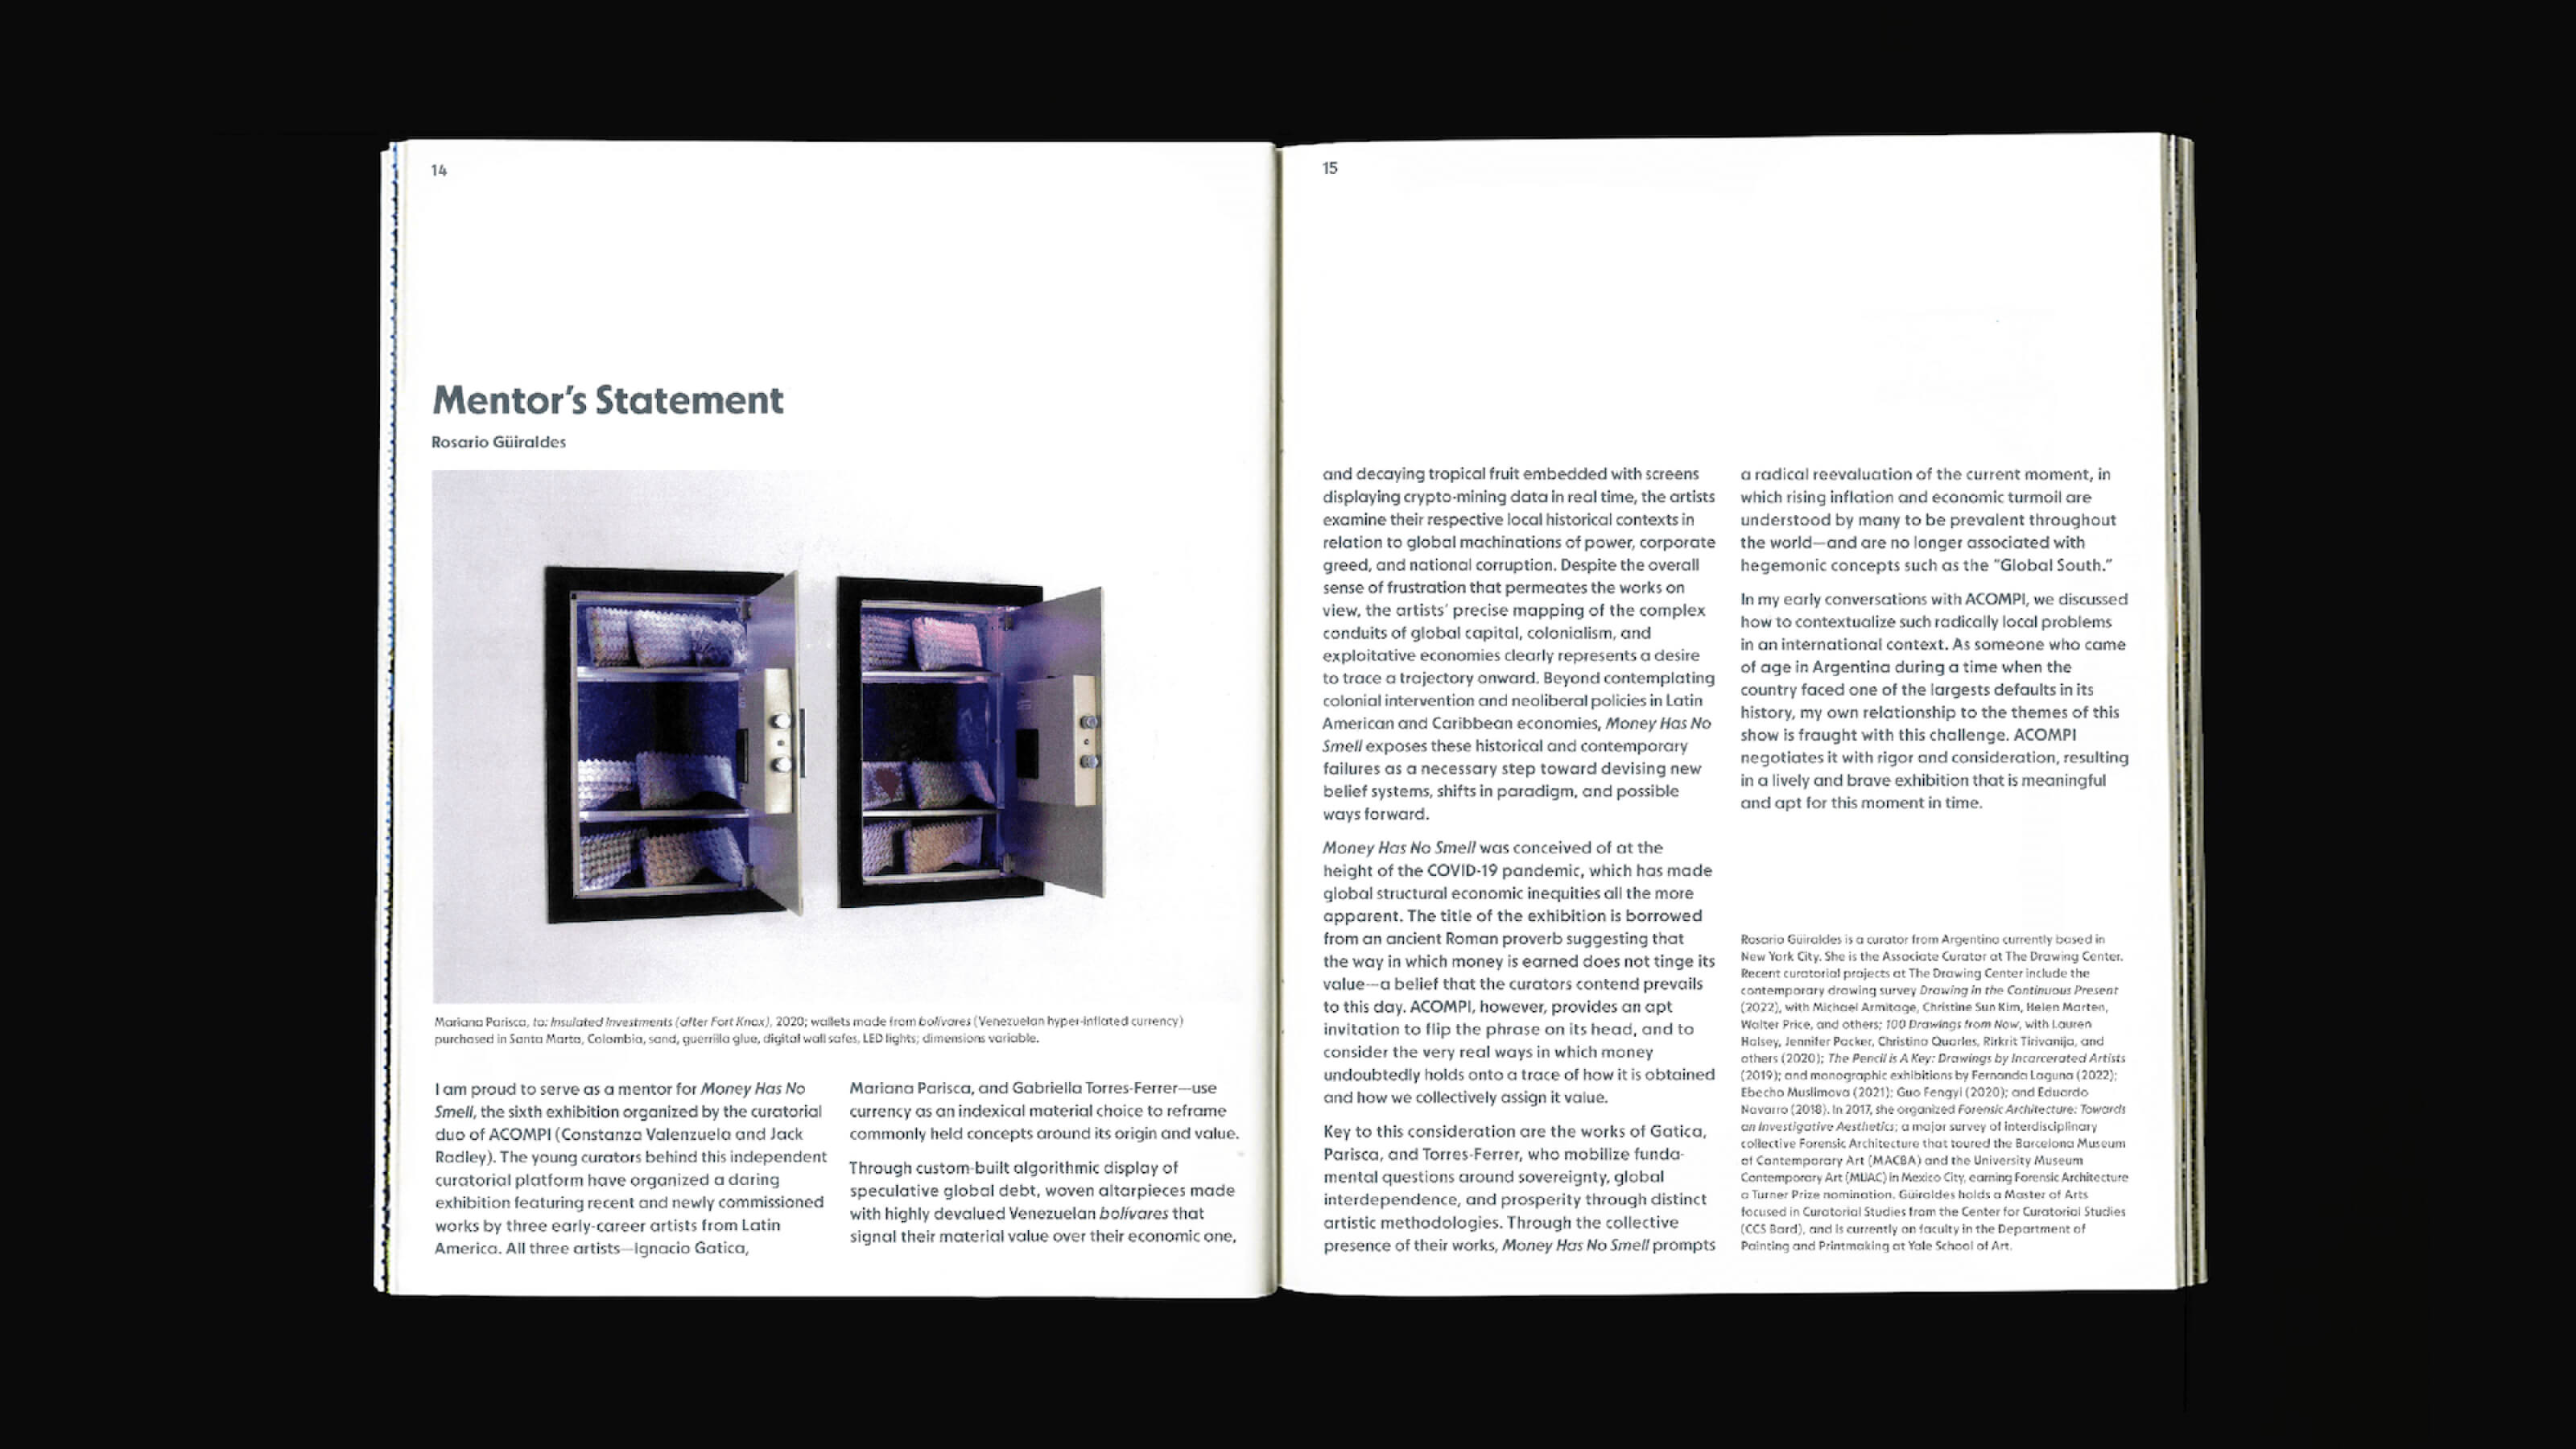 14
Mentor's Statement
Rosario Güiraldes
Mariana Parisca, to: Insulated Investments (after Fort Knox), 2020; wallets made from bolívares (Venezuelan hyper-inflated currency)
purchased in Santa Marta, Colombia, sand, guerrilla glue, digital wall safes, LED lights; dimensions variable.
I am proud to serve as a mentor for Money Has No
Smell, the sixth exhibition organized by the curatorial
duo of ACOMPI (Constanza Valenzuela and Jack
Radley). The young curators behind this independent
curatorial platform have organized a daring
exhibition featuring recent and newly commissioned
works by three early-career artists from Latin
America. All three artists—Ignacio Gatica,
Mariana Parisca, and Gabriella Torres-Ferrer—use
currency as an indexical material choice to reframe
commonly held concepts around its origin and value.
Through custom-built algorithmic display of
speculative global debt, woven altarpieces made
with highly devalued Venezuelan bolívares that
signal their material value over their economic one,
15
and decaying tropical fruit embedded with screens
displaying crypto-mining data in real time, the artists
examine their respective local historical contexts in
relation to global machinations of power, corporate
greed, and national corruption. Despite the overall
sense of frustration that permeates the works on
view, the artists' precise mapping of the complex
conduits of global capital, colonialism, and
exploitative economies clearly represents a desire
to trace a trajectory onward. Beyond contemplating
colonial intervention and neoliberal policies in Latin
American and Caribbean economies, Money Has No
Smell exposes these historical and contemporary
failures as a necessary step toward devising new
belief systems, shifts in paradigm, and possible
ways forward.
Money Has No Smell was conceived of at the
height of the COVID-19 pandemic, which has made
global structural economic inequities all the more
apparent. The title of the exhibition is borrowed
from an ancient Roman proverb suggesting that
the way in which money is earned does not tinge its
value—a belief that the curators contend prevails
to this day. ACOMPI, however, provides an apt
invitation to flip the phrase on its head, and to
consider the very real ways in which money
undoubtedly holds onto a trace of how it is obtained
and how we collectively assign it value.
Key to this consideration are the works of Gatica,
Parisca, and Torres-Ferrer, who mobilize funda-
mental questions around sovereignty, global
interdependence, and prosperity through distinct
artistic methodologies. Through the collective
presence of their works, Money Has No Smell prompts
a radical reevaluation of the current moment, in
which rising inflation and economic turmoil are
understood by many to be prevalent throughout
the world—and are no longer associated with
hegemonic concepts such as the "Global South."
In my early conversations with ACOMPI, we discussed
how to contextualize such radically local problems
in an international context. As someone who came
of age in Argentina during a time when the
country faced one of the largests defaults in its
history, my own relationship to the themes of this
show is fraught with this challenge. ACOMPI
negotiates it with rigor and consideration, resulting
in a lively and brave exhibition that is meaningful
and apt for this moment in time.
Rosario Güiraldes is a curator from Argentina currently based in
New York City. She is the Associate Curator at The Drawing Center.
Recent curatorial projects at The Drawing Center include the
contemporary drawing survey Drawing in the Continuous Present
(2022), with Michael Armitage, Christine Sun Kim, Helen Marten,
Walter Price, and others; 100 Drawings from Now, with Lauren
Halsey, Jennifer Packer, Christina Quarles, Rirkrit Tirivanija, and
others (2020); The Pencil is A Key: Drawings by Incarcerated Artists
(2019); and monographic exhibitions by Fernanda Laguna (2022);
Ebecho Muslimova (2021); Guo Fengyi (2020); and Eduardo
Navarro (2018). In 2017, she organized Forensic Architecture: Towards
an Investigative Aesthetics; a major survey of interdisciplinary
collective Forensic Architecture that toured the Barcelona Museum
of Contemporary Art (MACBA) and the University Museum
Contemporary Art (MUAC) in Mexico City, earning Forensic Architecture
a Turner Prize nomination. Güiraldes holds a Master of Arts
focused in Curatorial Studies from the Center for Curatorial Studies
(CCS Bard), and is currently on faculty in the Department of
Painting and Printmaking at Yale School of Art.